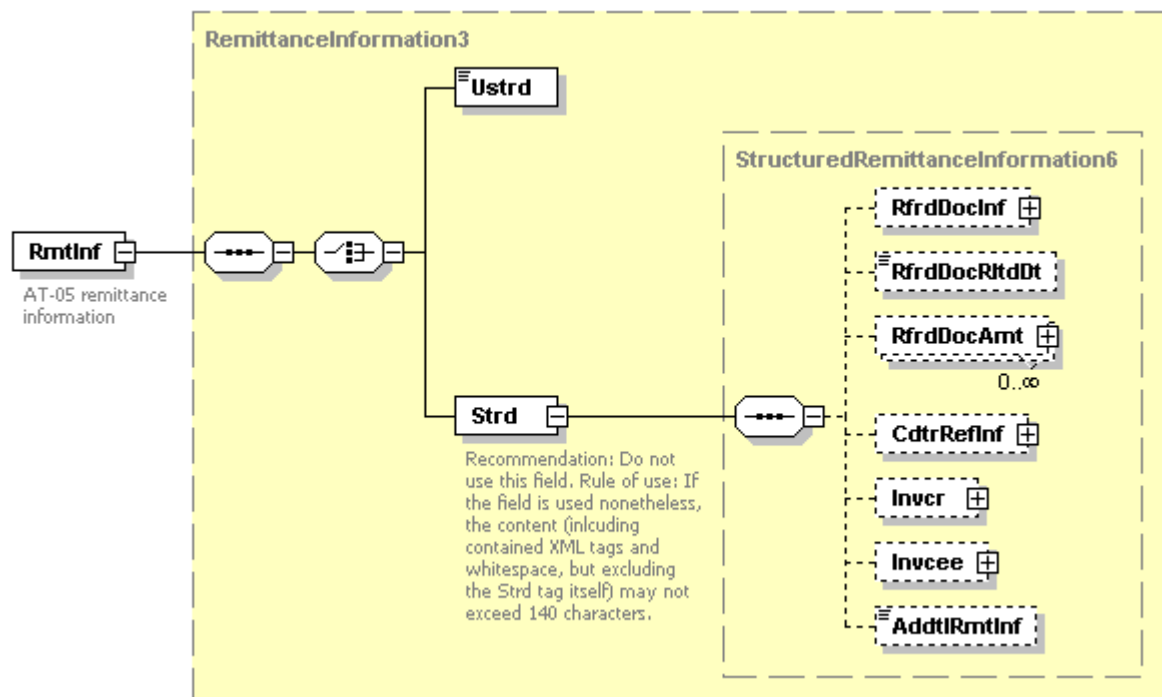 RemittanceInformation3
Ustrd
StructuredRemittanceInformation6
RfrdDocInf
RmtInf
RfrdDocRltdDt
AT-05 remittance
information
RfrdDocAmt
0..∞
Strd
CdtrRefInf
Recommendation: Do not
use this field. Rule of use: If
the field is used nonetheless,
the content (inlcuding
contained XML tags and
whitespace, but excluding
the Strd tag itself) may not
exceed 140 characters.
Invcr
Invcee
AddtlRmtInf